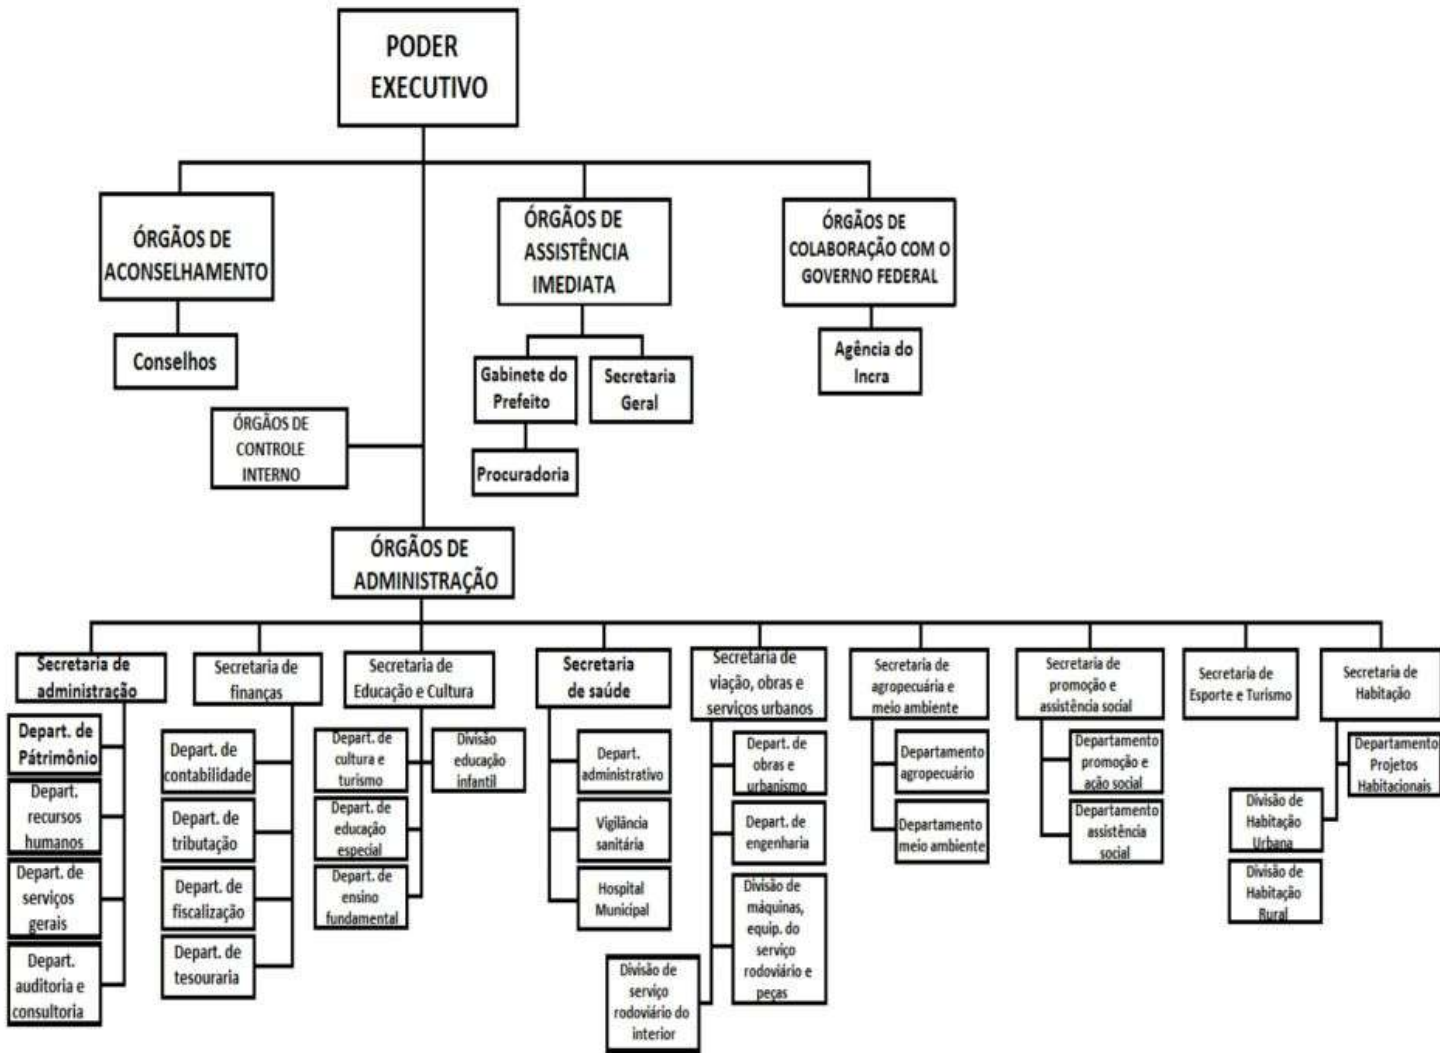 PODER
EXECUTIVO
ÓRGÃOS DE
ACONSELHAMENTO
ÓRGÃOS DE
ASSISTÊNCIA
IMEDIATA
ÓRGÃOS DE
COLABORAÇÃO COM O
GOVERNO FEDERAL
Conselhos
Gabinete do
Prefeito
Secretaria
Geral
Agência do
Incra
ÓRGÃOS DE
CONTROLE
INTERNO
Procuradoria
ÓRGÃOS DE
ADMINISTRAÇÃO
Secretaria de
administração
Depart. de
Pátrimônio
Depart.
recursos
humanos
Depart. de
serviços
gerais
Depart.
auditoria e
consultoria
Secretaria de
finanças
Depart. de
contabilidade
Depart. de
tributação
Depart. de
fiscalização
Depart. de
tesouraria
Secretaria de
Educação e Cultura
Depart. de
cultura e
turismo
Divisão
educação
infantil
Depart. de
educação
especial
Depart. de
ensino
fundamental
Secretaria
de saúde
Depart.
administrativo
Vigilância
sanitária
Hospital
Municipal
Secretaria de
viação, obras e
serviços urbanos
Depart. de
obras e
urbanismo
Depart. de
engenharia
Divisão de
máquinas,
equip. do
serviço
rodoviário e
peças
Divisão de
serviço
rodoviário do
interior
Secretaria de
agropecuária e
meio ambiente
Departamento
agropecuário
Departamento
meio ambiente
Secretaria de
promoção e
assistência social
Departamento
promoção e
ação social
Departamento
assistência
social
Secretaria de
Esporte e Turismo
Secretaria de
Habitação
Departamento
Projetos
Habitacionais
Divisão de
Habitação
Urbana
Divisão de
Habitação
Rural